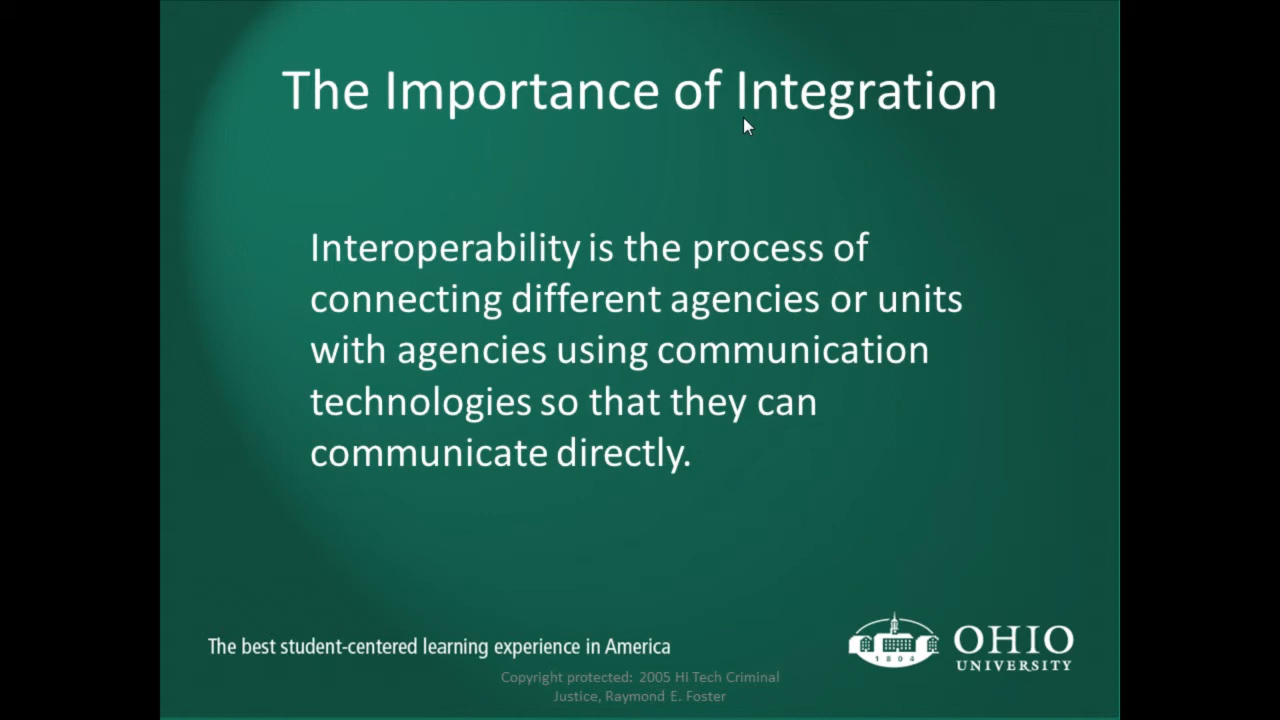 The Importance of Integration
Interoperability is the process of
connecting different agencies or units
with agencies using communication
technologies so that they can
communicate directly.
The best student-centered learning experience in America
1804
OHIO
UNIVERSITY
Copyright protected: 2005 Hi Tech Criminal
Justice, Raymond E. Foster